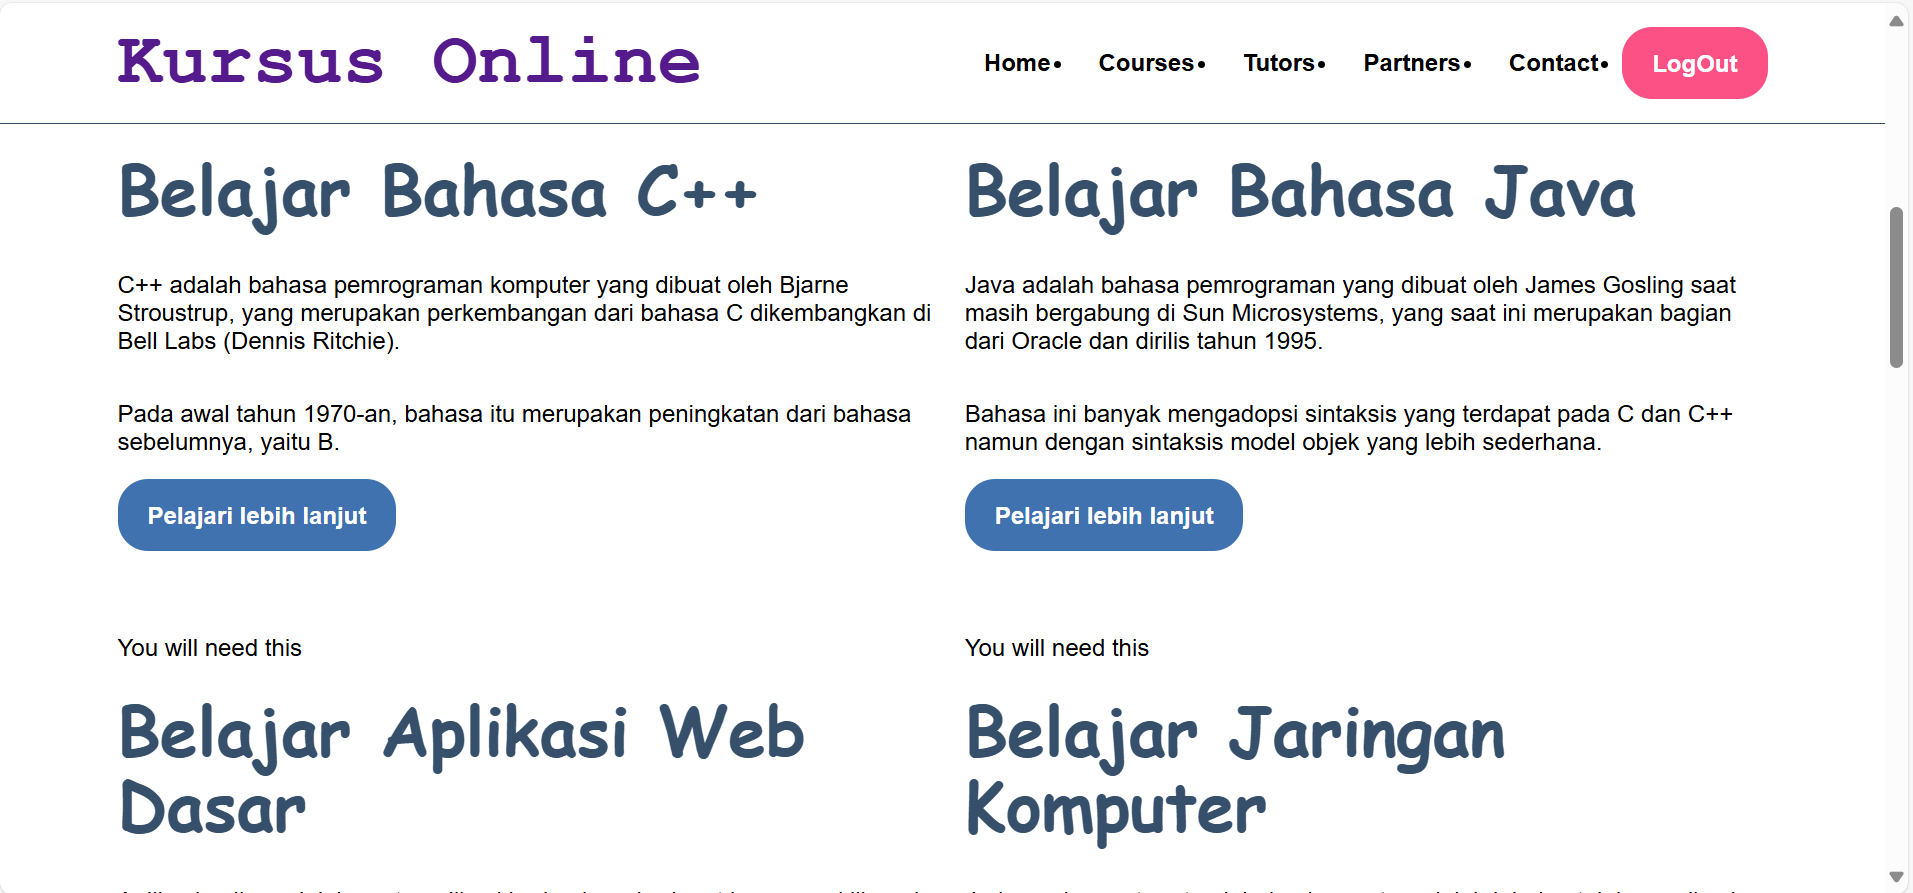 Kursus Online
Home• Courses• Tutors• Partners• Contact• LogOut
Belajar Bahasa C++
C++ adalah bahasa pemrograman komputer yang dibuat oleh Bjarne
Stroustrup, yang merupakan perkembangan dari bahasa C dikembangkan di
Bell Labs (Dennis Ritchie).
Pada awal tahun 1970-an, bahasa itu merupakan peningkatan dari bahasa
sebelumnya, yaitu B.
Pelajari lebih lanjut
Belajar Bahasa Java
Java adalah bahasa pemrograman yang dibuat oleh James Gosling saat
masih bergabung di Sun Microsystems, yang saat ini merupakan bagian
dari Oracle dan dirilis tahun 1995.
Bahasa ini banyak mengadopsi sintaksis yang terdapat pada C dan C++
namun dengan sintaksis model objek yang lebih sederhana.
Pelajari lebih lanjut
You will need this
Belajar Aplikasi Web
Dasar
You will need this
Belajar Jaringan
Komputer